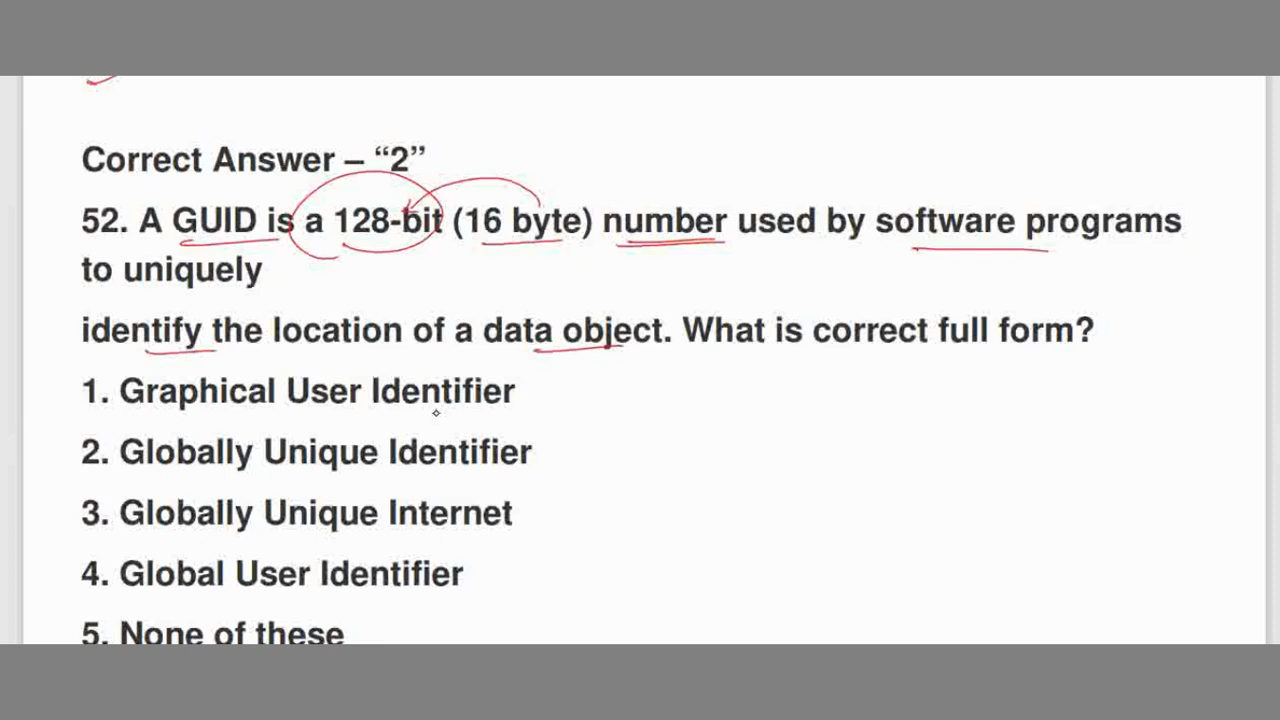 Correct Answer – “2”
52. A GUID is a 128-bit (16 byte) number used by software programs
to uniquely
identify the location of a data object. What is correct full form?
1. Graphical User Identifier
2. Globally Unique Identifier
3. Globally Unique Internet
4. Global User Identifier
5. None of these